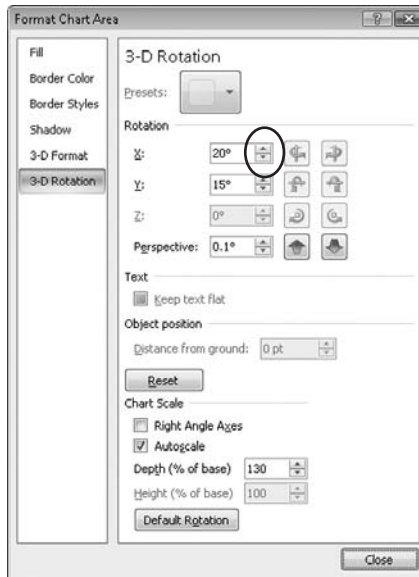 Format Chart Area
Fill
Border Color
Border Styles
Shadow
3-D Format
3-D Rotation
3-D Rotation
Presets:
Rotation
X: 20°
Y: 15°
Z: 0°
Perspective: 0.1°
Text
Keep text flat
Object position
Distance from ground: 0 pt
Reset
Chart Scale
Right Angle Axes
Autoscale
Depth (% of base) 130
Height (% of base) 100
Default Rotation
Close